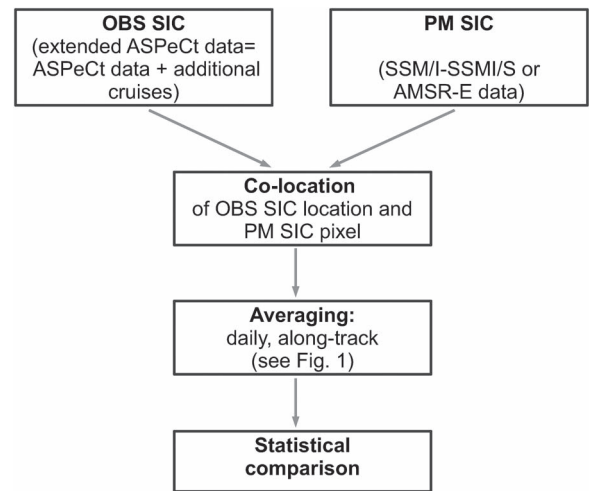 OBS SIC
(extended ASPeCt data=
ASPeCt data + additional
cruises)
PM SIC
(SSM/I-SSMI/S or
AMSR-E data)
Co-location
of OBS SIC location and
PM SIC pixel
Averaging:
daily, along-track
(see Fig. 1)
Statistical
comparison